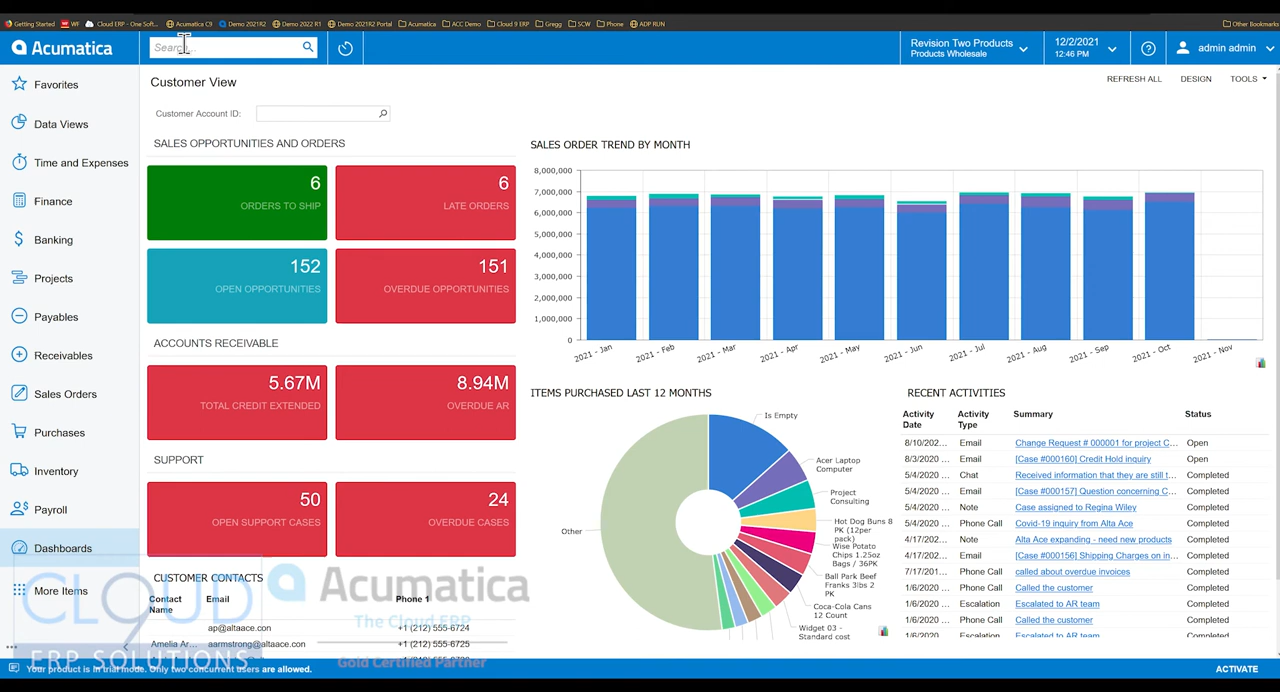 Getting Started WF Cloud ERP - One Soft... Acumatica C9 Demo 2021R2 Demo 2022 R1 Demo 2021R2 Portal Acumatica ACC Demo Cloud 9 ERP Gregg SCW Phone ADP RUN Other Bookmarks
Acumatica
Search...
Revision Two Products
Products Wholesale
12/2/2021
12:46 PM
admin admin
Favorites
Data Views
Time and Expenses
Finance
Banking
Projects
Payables
Receivables
Sales Orders
Purchases
Inventory
Payroll
Dashboards
More Items
Customer View
REFRESH ALL DESIGN TOOLS
Customer Account ID:
SALES OPPORTUNITIES AND ORDERS
6
ORDERS TO SHIP
6
LATE ORDERS
152
OPEN OPPORTUNITIES
151
OVERDUE OPPORTUNITIES
ACCOUNTS RECEIVABLE
5.67M
TOTAL CREDIT EXTENDED
8.94M
OVERDUE AR
SUPPORT
50
OPEN SUPPORT CASES
24
OVERDUE CASES
CUSTOMER CONTACTS
Contact Name Email Phone 1
ap@altaace.con +1 (212) 555-6724
Amelia Ar... aarmstrong@altaace.con +1 (212) 555-6725
SALES ORDER TREND BY MONTH
8,000,000
7,000,000
6,000,000
5,000,000
4,000,000
3,000,000
2,000,000
1,000,000
0
2021 - Jan 2021 - Feb 2021 - Mar 2021 - Apr 2021 - May 2021 - Jun 2021 - Jul 2021 - Aug 2021 - Sep 2021 - Oct 2021 - Nov
ITEMS PURCHASED LAST 12 MONTHS
Is Empty
Acer Laptop
Computer
Project
Consulting
Hot Dog Buns 8
PK (12per
pack)
Wise Potato
Chips 1.25oz
Bags / 36PK
Ball Park Beef
Franks 3lbs 2
PK
Coca-Cola Cans
12 Count
Widget 03 -
Standard cost
Other
RECENT ACTIVITIES
Activity Date Activity Type Summary Status
8/10/202... Email Change Request # 000001 for project C... Open
8/3/2020 ... Email [Case #000160] Credit Hold inquiry Open
5/4/2020 ... Chat Received information that they are still t... Completed
5/4/2020 ... Email [Case #000157] Question concerning C... Completed
5/4/2020 ... Note Case assigned to Regina Wiley Completed
5/4/2020 ... Phone Call Covid-19 inquiry from Alta Ace Completed
4/17/202... Note Alta Ace expanding - need new products Completed
4/17/202... Email [Case #000156] Shipping Charges on in... Completed
7/17/201... Phone Call called about overdue invoices Completed
1/6/2020 ... Phone Call Called the customer Completed
1/6/2020 ... Escalation Escalated to AR team Completed
1/6/2020 ... Phone Call Called the customer Completed
1/6/2020 ... Escalation Escalated to AR team Completed
CLOUD
9
ERP SOLUTIONS
Acumatica
The Cloud ERP
Gold Certified Partner
Your product is in trial mode. Only two concurrent users are allowed.
ACTIVATE